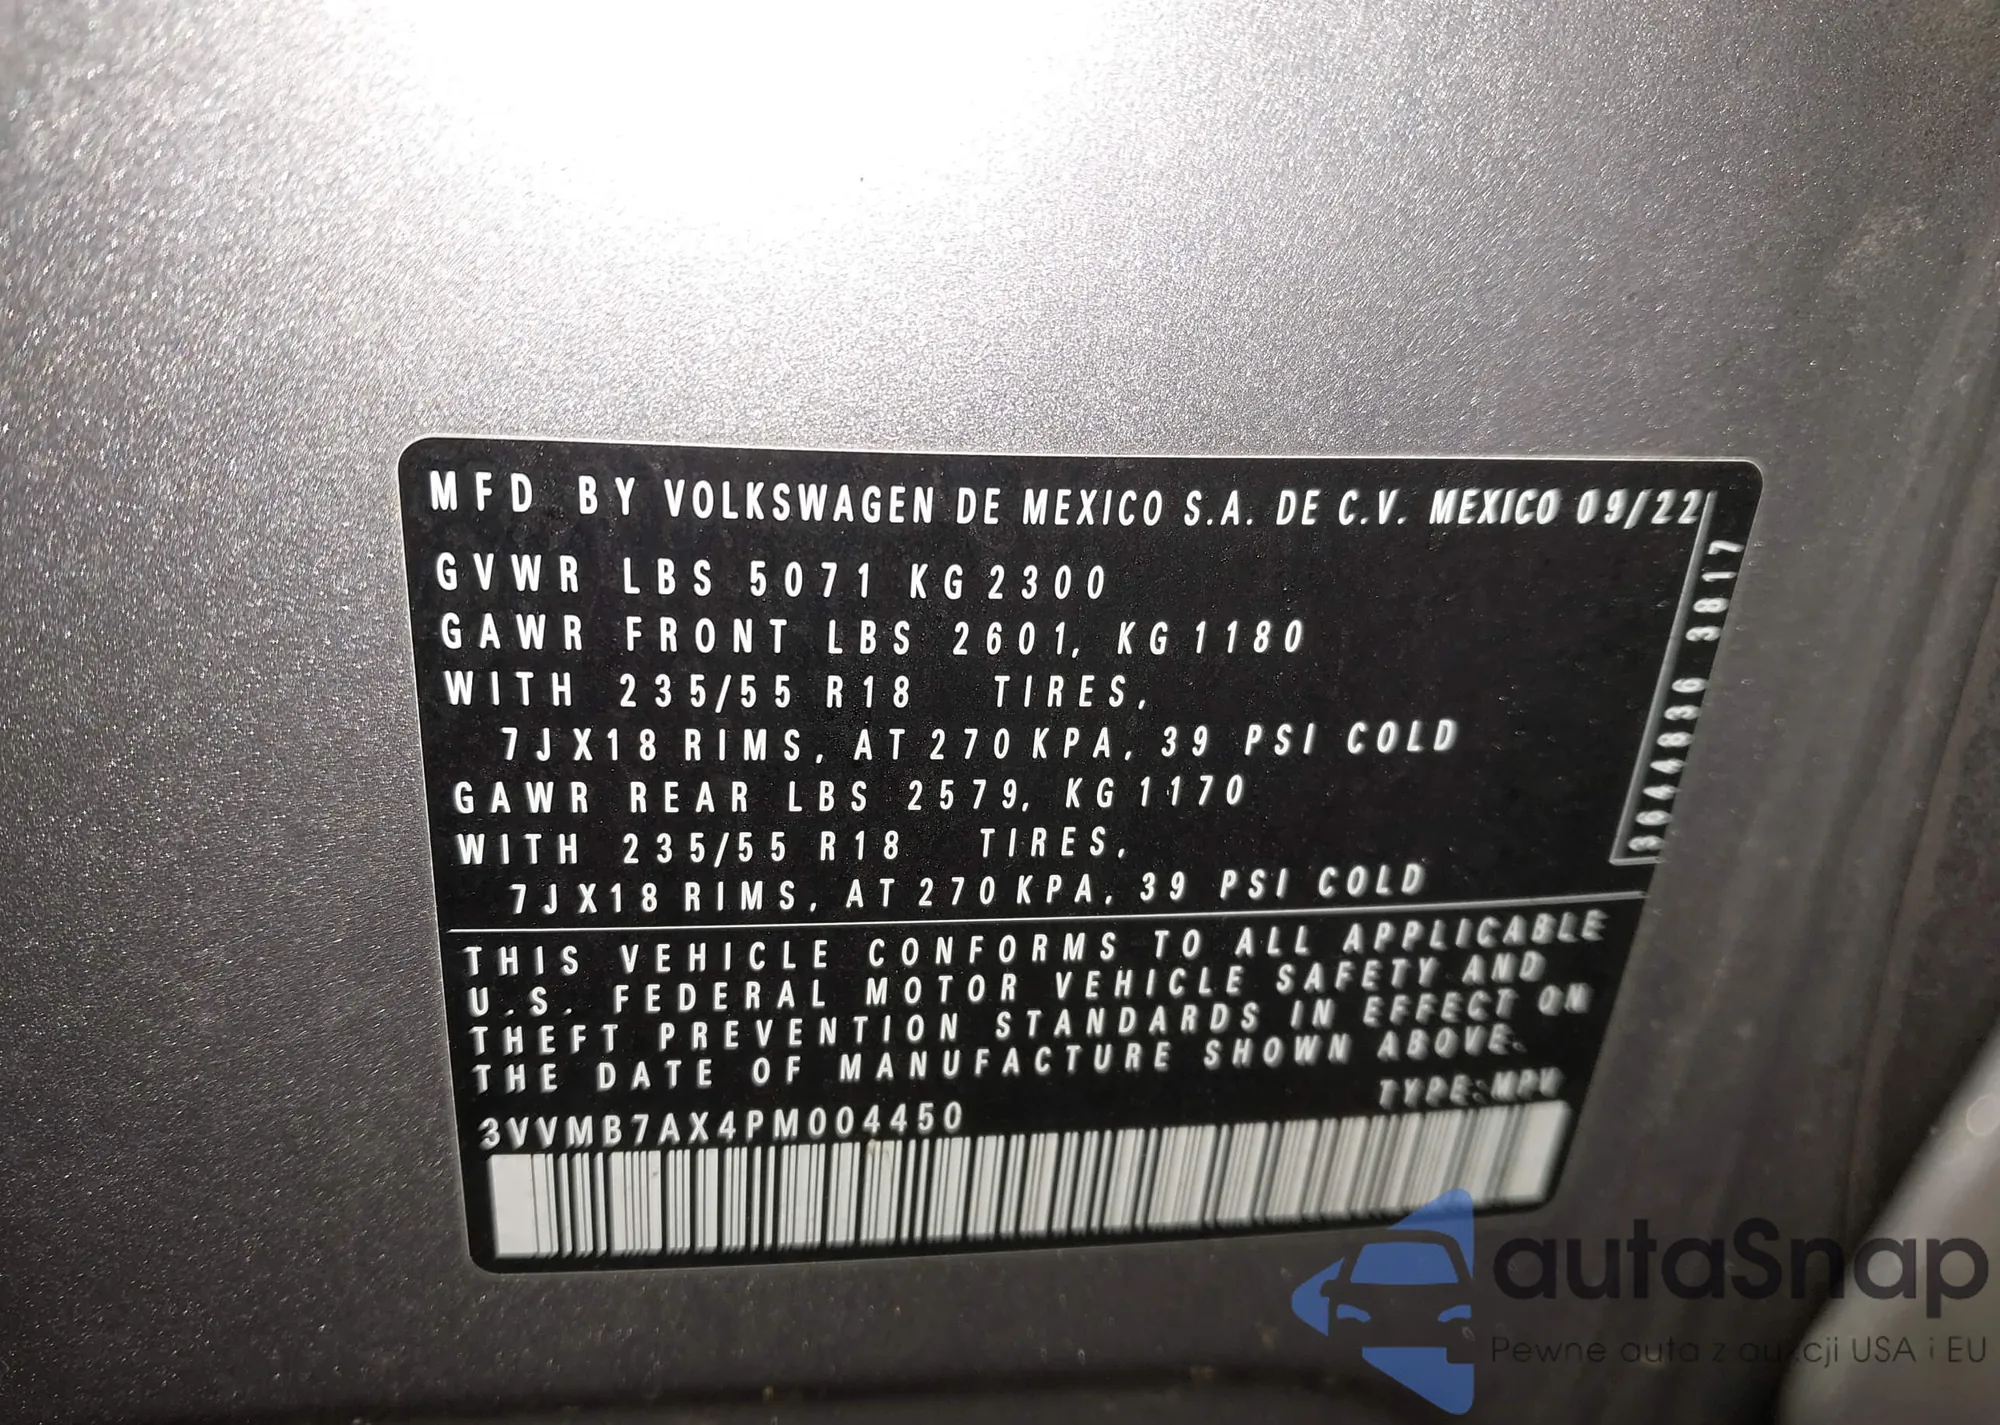 MFD BY VOLKSWAGEN DE MEXICO S.A. DE C.V. MEXICO 09/22
GVWR LBS 5071 KG 2300
GAWR FRONT LBS 2601, KG 1180
WITH 235/55 R18 TIRES,
7JX18 RIMS, AT 270 KPA, 39 PSI COLD
GAWR REAR LBS 2579, KG 1170
WITH 235/55 R18 TIRES,
7JX18 RIMS, AT 270 KPA, 39 PSI COLD
3644836 3817
THIS VEHICLE CONFORMS TO ALL APPLICABLE
U.S. FEDERAL MOTOR VEHICLE SAFETY AND
THEFT PREVENTION STANDARDS IN EFFECT ON
THE DATE OF MANUFACTURE SHOWN ABOVE.
TYPE:MPV
3VVMB7AX4PM004450
autaSnap
Pewne auta z aukcji USA i EU